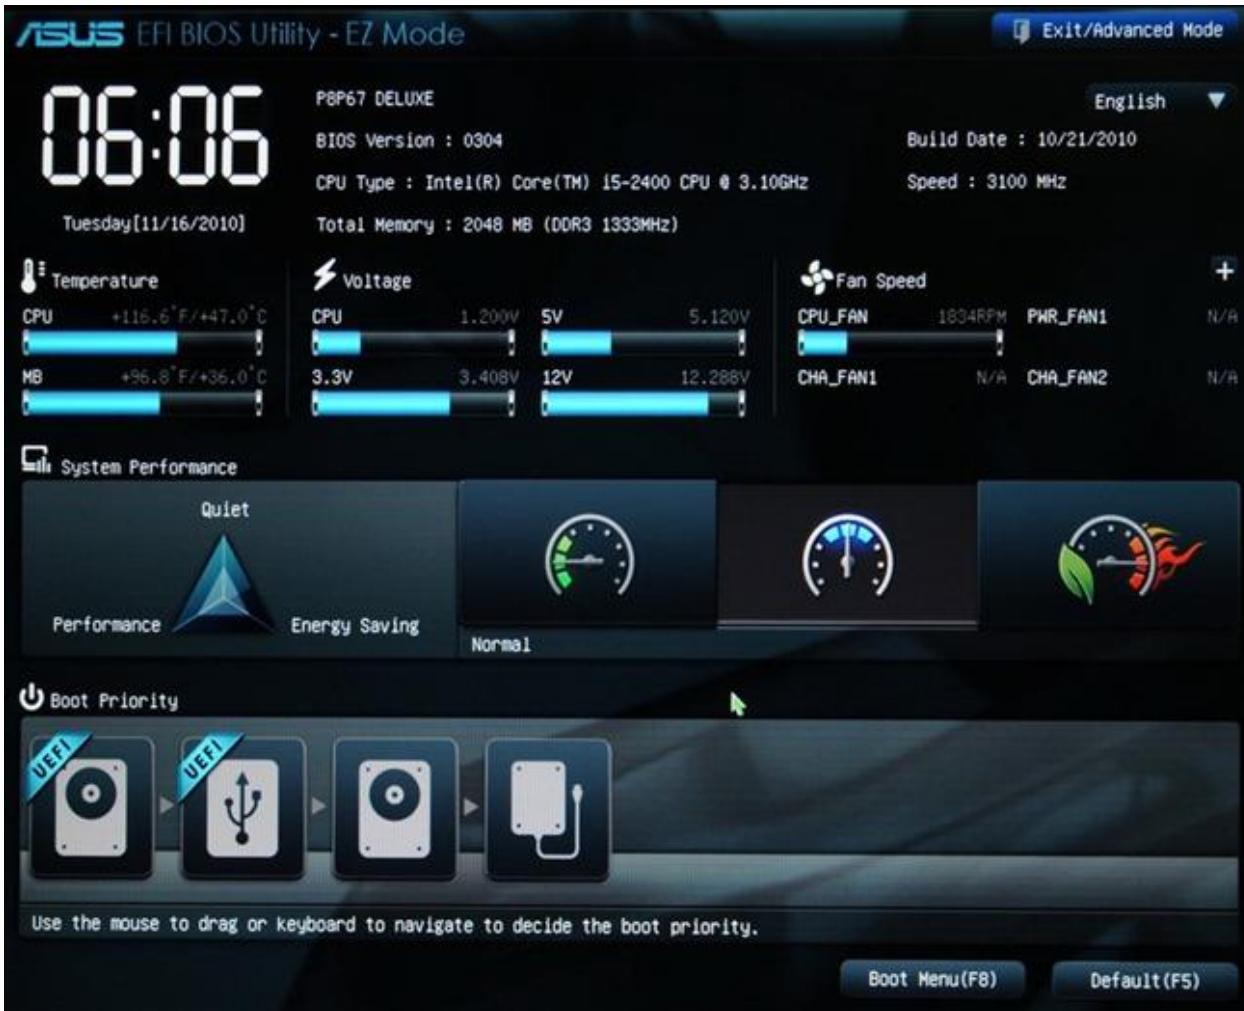 ASUS EFI BIOS Utility - EZ Mode
Exit/Advanced Mode
06:06
Tuesday[11/16/2010]
P8P67 DELUXE
English
BIOS Version : 0304
Build Date : 10/21/2010
CPU Type : Intel(R) Core(TM) i5-2400 CPU @ 3.10GHz
Speed : 3100 MHz
Total Memory : 2048 MB (DDR3 1333MHz)
Temperature
CPU +116.6°F/+47.0°C
MB +96.8°F/+36.0°C
Voltage
CPU 1.200V 5V 5.120V
3.3V 3.408V 12V 12.288V
Fan Speed
CPU_FAN 1834RPM PWR_FAN1 N/A
CHA_FAN1 N/A CHA_FAN2 N/A
System Performance
Quiet
Performance
Energy Saving
Normal
Boot Priority
UEFI
UEFI
Use the mouse to drag or keyboard to navigate to decide the boot priority.
Boot Menu(F8)
Default(F5)